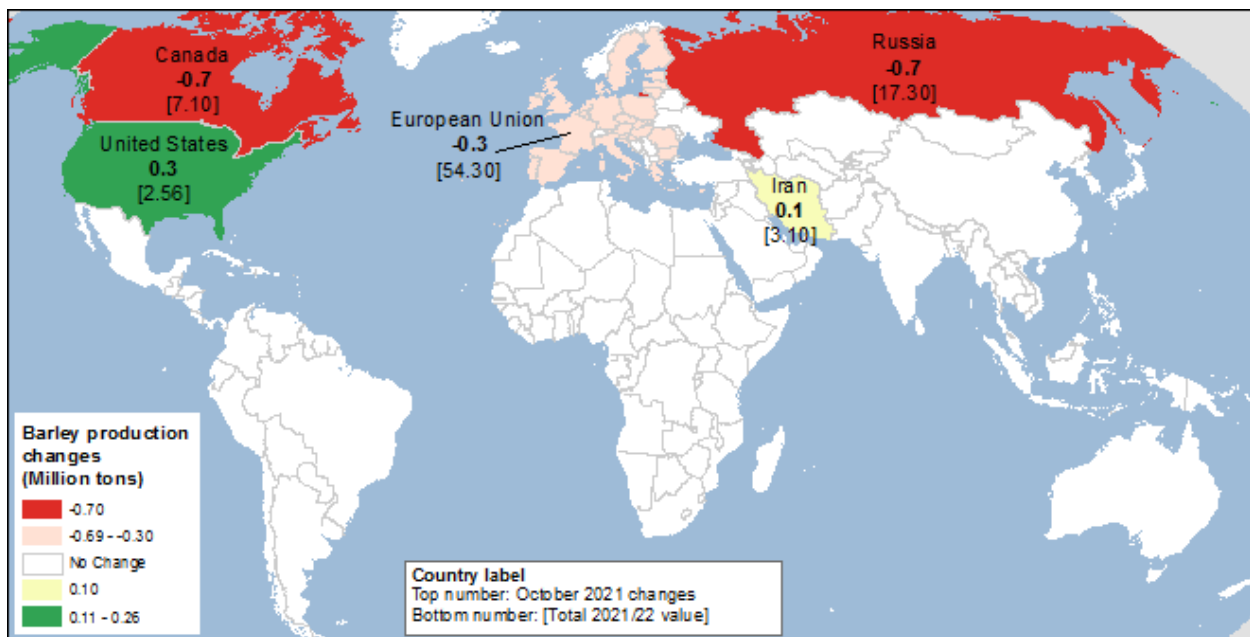 Canada
-0.7
[7.10]
United States
0.3
[2.56]
European Union
-0.3
[54.30]
Russia
-0.7
[17.30]
Iran
0.1
[3.10]
Barley production
changes
(Million tons)
-0.70
-0.69 - -0.30
No Change
0.10
0.11 - 0.26
Country label
Top number: October 2021 changes
Bottom number: [Total 2021/22 value]